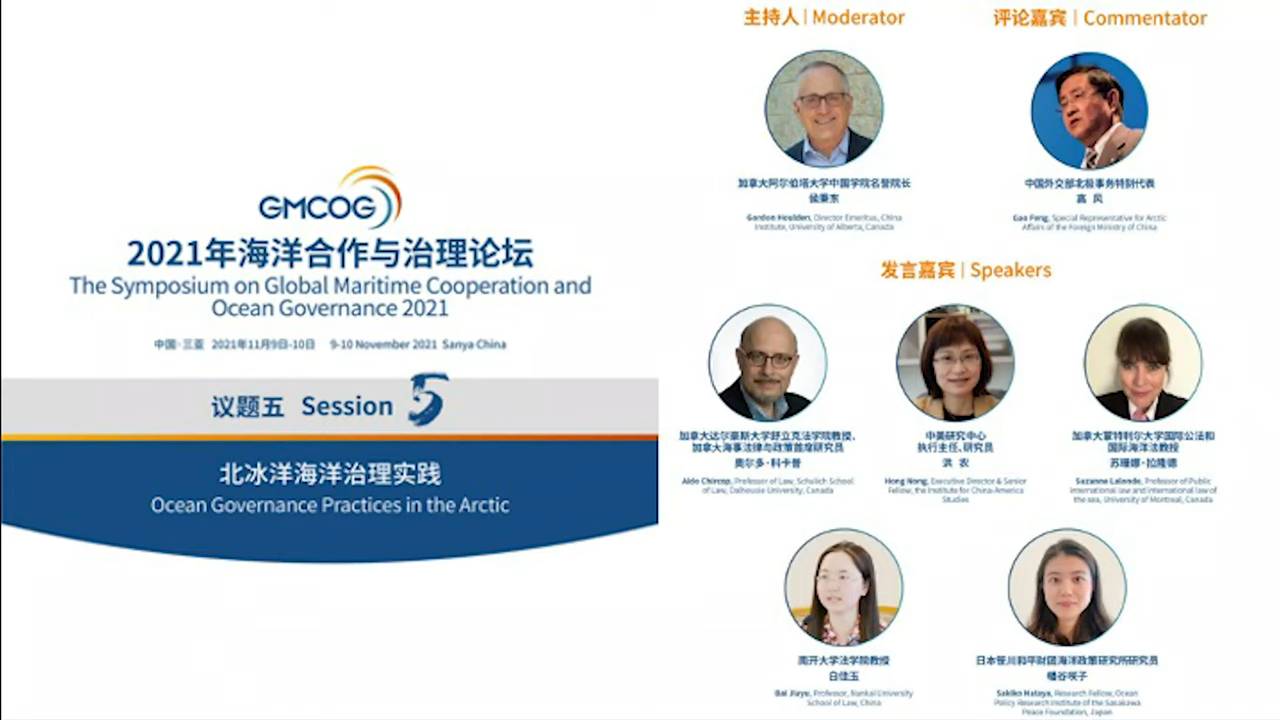 GMCOG
2021年海洋合作与治理论坛
The Symposium on Global Maritime Cooperation and
Ocean Governance 2021
中国·三亚 2021年11月9日-10日 9-10 November 2021 Sanya China
议题五 Session 5
北冰洋海洋治理实践
Ocean Governance Practices in the Arctic
主持人 | Moderator
加拿大阿尔伯塔大学中国学院名誉院长
侯秉东
Gordon Houlden, Director Emeritus, China
Institute, University of Alberta, Canada
评论嘉宾 | Commentator
中国外交部北极事务特别代表
高 风
Gao Feng, Special Representative for Arctic
Affairs of the Foreign Ministry of China
发言嘉宾 | Speakers
加拿大达尔豪斯大学舒立克法学院教授、
加拿大海事法律与政策首席研究员
奥尔多·科卡普
Aldo Chircop, Professor of Law, Schulich School
of Law, Dalhousie University, Canada
中美研究中心
执行主任、研究员
洪 农
Hong Nong, Executive Director & Senior
Fellow, the Institute for China-America
Studies
加拿大蒙特利尔大学国际公法和
国际海洋法教授
苏珊娜·拉隆德
Suzanne Lalonde, Professor of Public
international law and international law of
the sea, University of Montreal, Canada
南开大学法学院教授
白佳玉
Bai Jiayu, Professor, Nankai University
School of Law, China
日本笹川和平财团海洋政策研究所研究员
幡谷咲子
Sakiko Hataya, Research Fellow, Ocean
Policy Research Institute of the Sasakawa
Peace Foundation, Japan